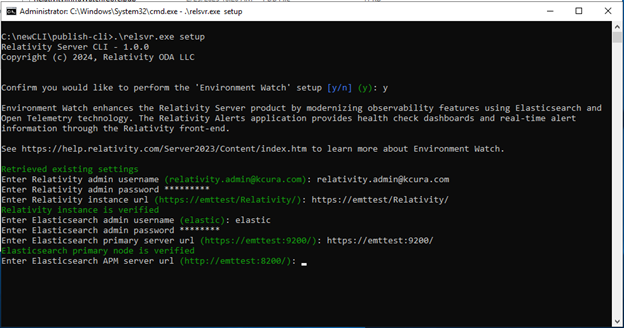 Administrator: C:\Windows\System32\cmd.exe - .\relsvr.exe setup
C:\newCLI\publish-cli>.\relsvr.exe setup
Relativity Server CLI - 1.0.0
Copyright (c) 2024, Relativity ODA LLC
Confirm you would like to perform the 'Environment Watch' setup [y/n] (y): y
Environment Watch enhances the Relativity Server product by modernizing observability features using Elasticsearch and
Open Telemetry technology. The Relativity Alerts application provides health check dashboards and real-time alert
information through the Relativity front-end.
See https://help.relativity.com/Server2023/Content/index.htm to learn more about Environment Watch.
Retrieved existing settings
Enter Relativity admin username (relativity.admin@kcura.com): relativity.admin@kcura.com
Enter Relativity admin password *********
Enter Relativity instance url (https://emttest/Relativity/): https://emttest/Relativity/
Relativity instance is verified
Enter Elasticsearch admin username (elastic): elastic
Enter Elasticsearch admin password ********
Enter Elasticsearch primary server url (https://emttest:9200/): https://emttest:9200/
Elasticsearch primary node is verified
Enter Elasticsearch APM server url (http://emttest:8200/):